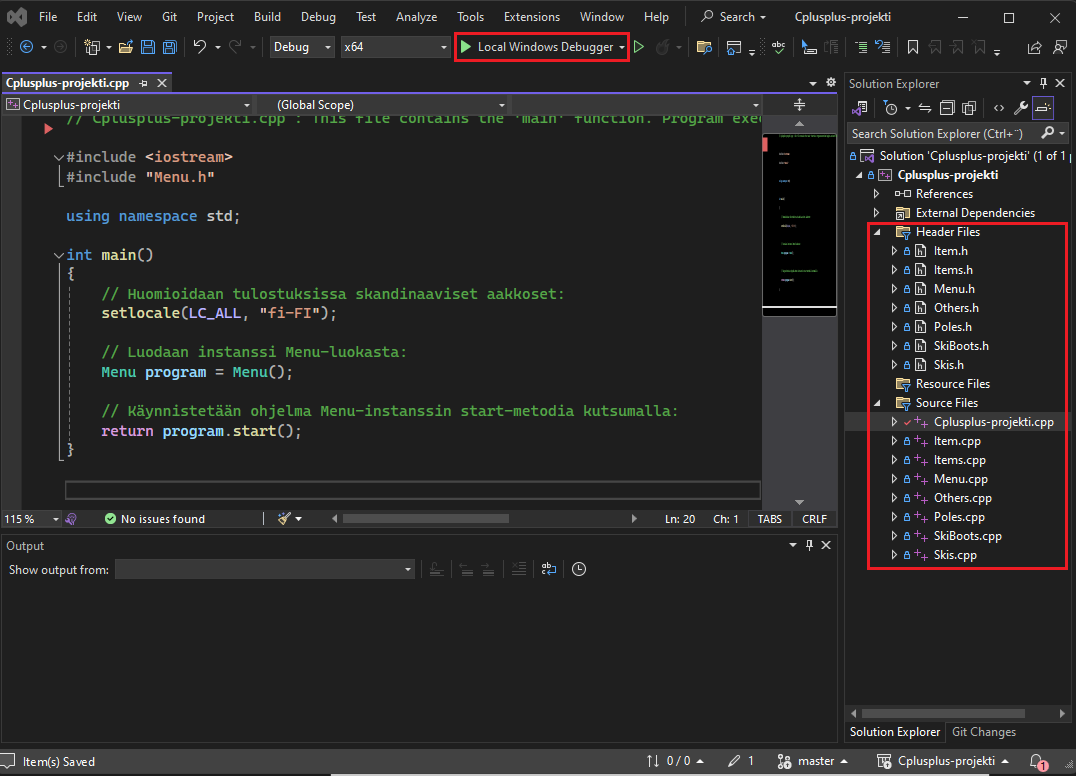 File Edit View Git Project Build Debug Test Analyze Tools Extensions Window Help Search Cplusplus-projekti
Debug x64 Local Windows Debugger
Cplusplus-projekti.cpp
Cplusplus-projekti (Global Scope)
// Cplusplus-projekti.cpp : This file contains the 'main' function. Program exec
#include <iostream>
#include "Menu.h"
using namespace std;
int main()
{
// Huomioidaan tulostuksissa skandinaaviset aakkoset:
setlocale(LC_ALL, "fi-FI");
// Luodaan instanssi Menu-luokasta:
Menu program = Menu();
// Käynnistetään ohjelma Menu-instanssin start-metodia kutsumalla:
return program.start();
}
115 % No issues found Ln: 20 Ch: 1 TABS CRLF
Output
Show output from:
Solution Explorer
Search Solution Explorer (Ctrl+¨)
Solution 'Cplusplus-projekti' (1 of 1 p
Cplusplus-projekti
References
External Dependencies
Header Files
Item.h
Items.h
Menu.h
Others.h
Poles.h
SkiBoots.h
Skis.h
Resource Files
Source Files
Cplusplus-projekti.cpp
Item.cpp
Items.cpp
Menu.cpp
Others.cpp
Poles.cpp
SkiBoots.cpp
Skis.cpp
Solution Explorer Git Changes
Item(s) Saved 0 / 0 1 master Cplusplus-projekti 1